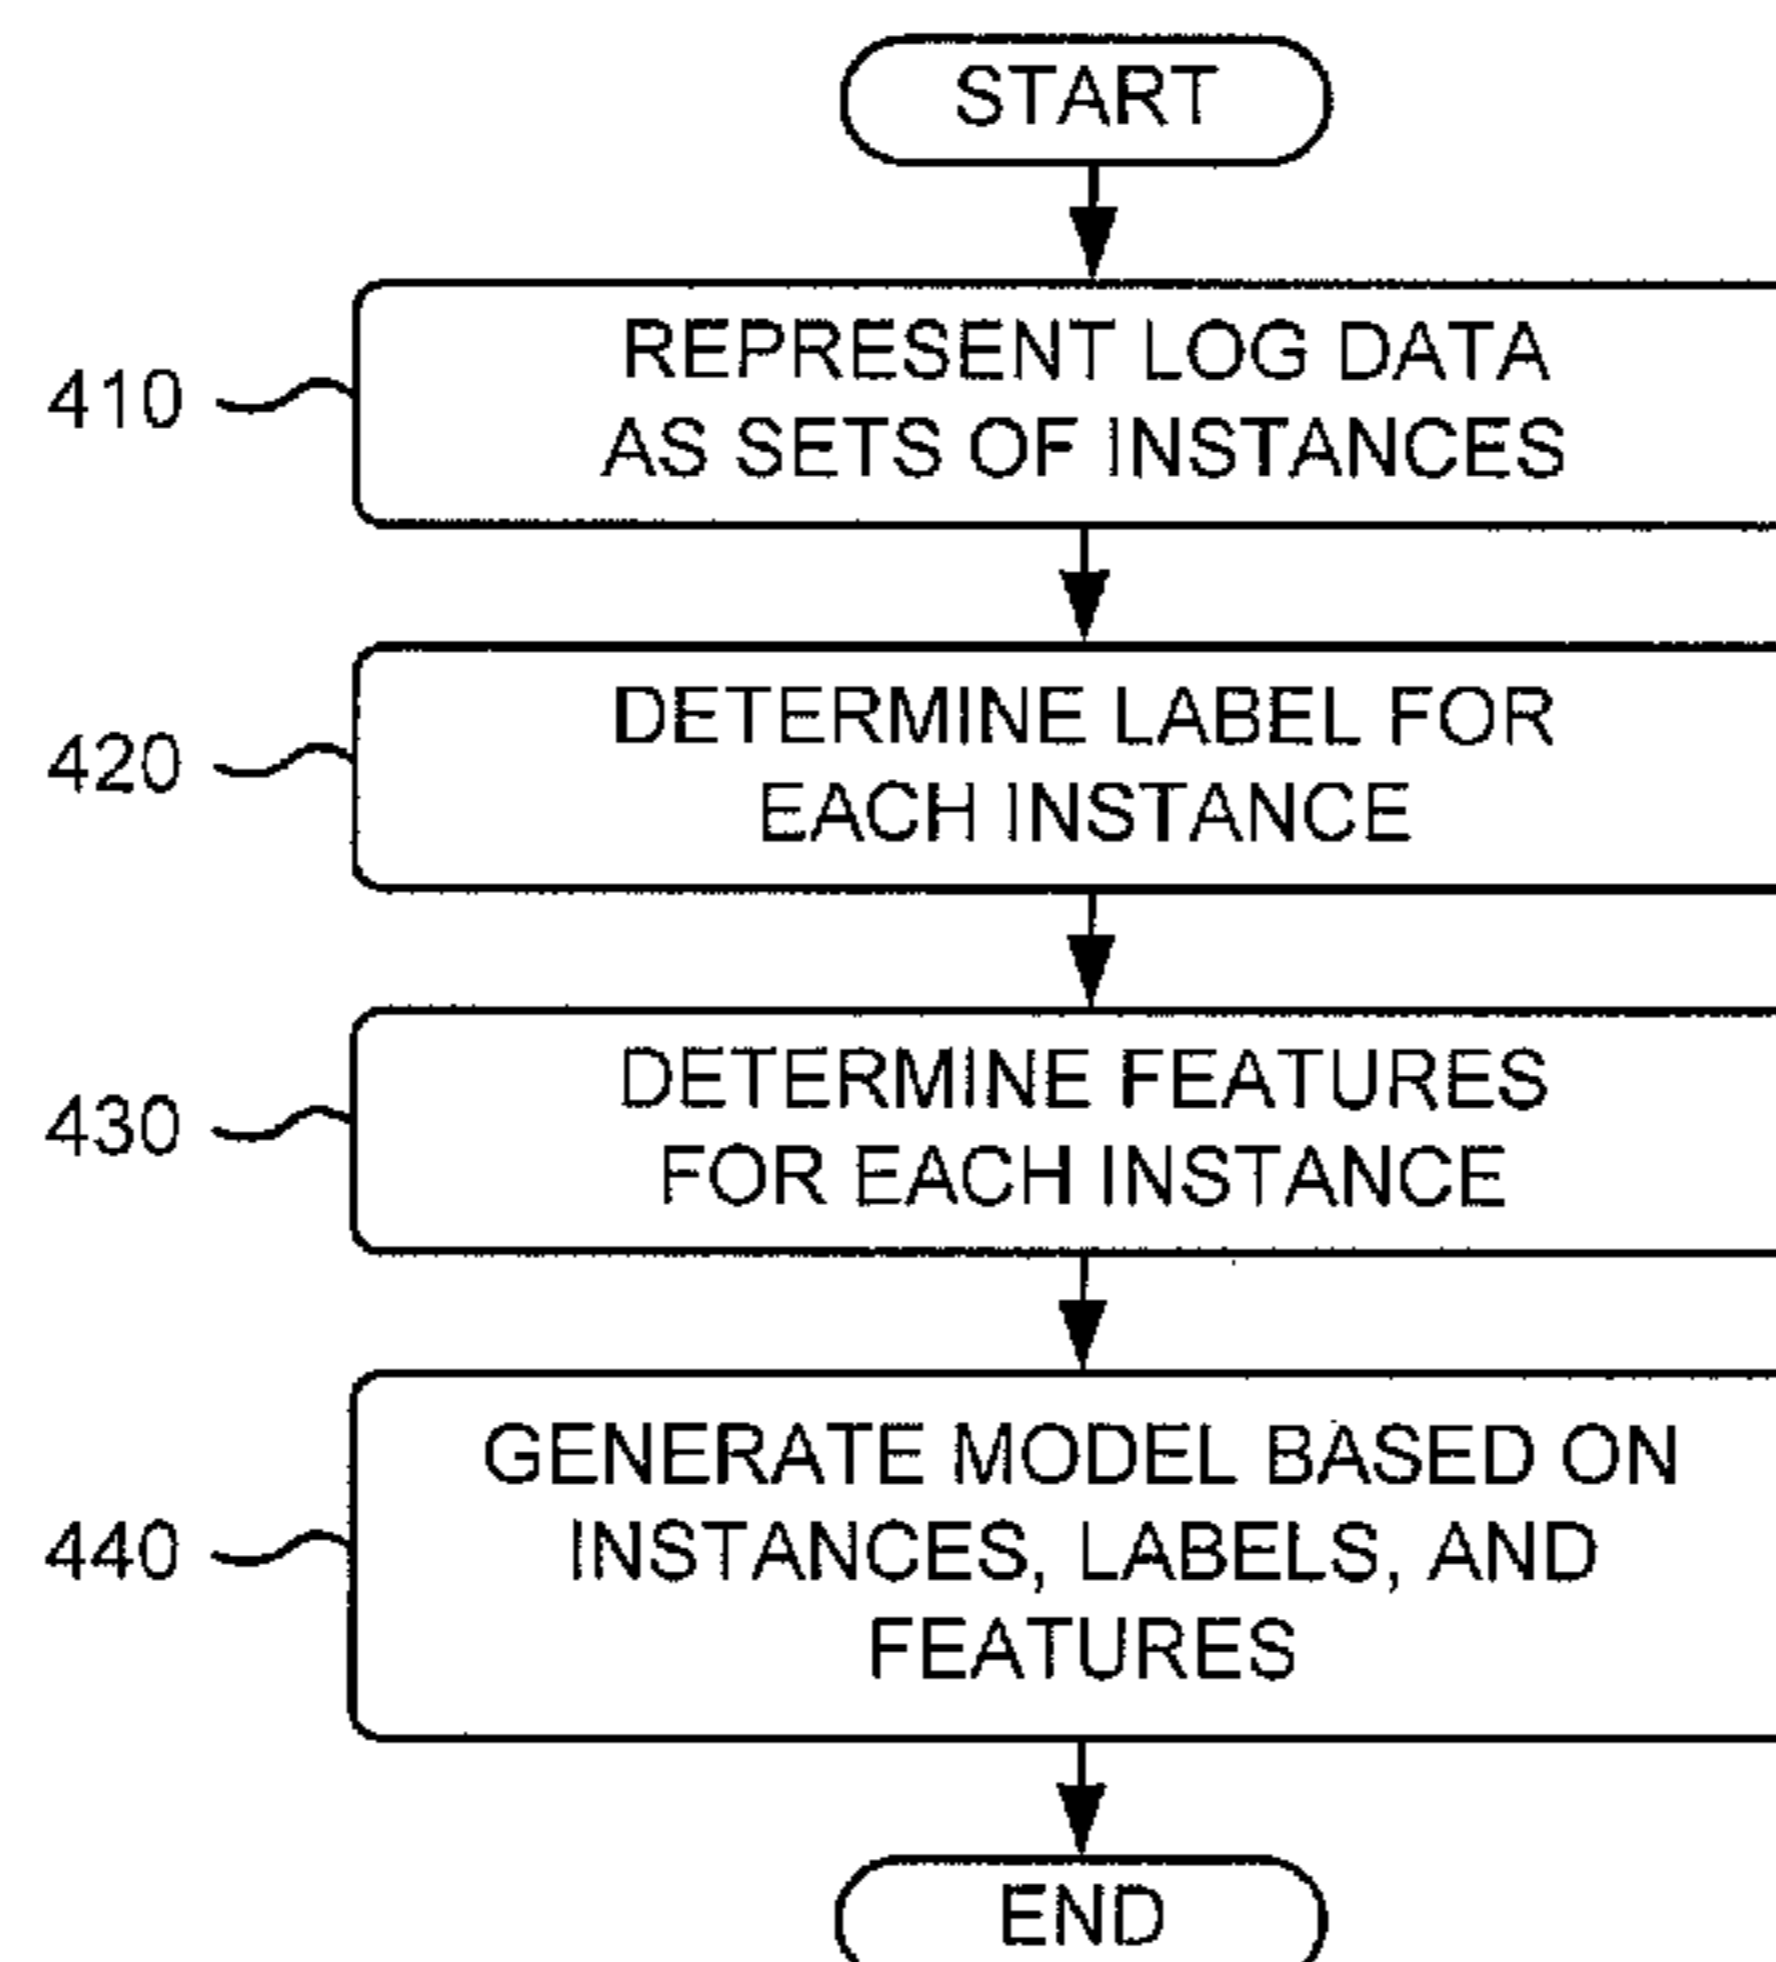 START
REPRESENT LOG DATA
AS SETS OF INSTANCES
410
DETERMINE LABEL FOR
EACH INSTANCE
420
DETERMINE FEATURES
FOR EACH INSTANCE
430
GENERATE MODEL BASED ON
INSTANCES, LABELS, AND
FEATURES
440
END